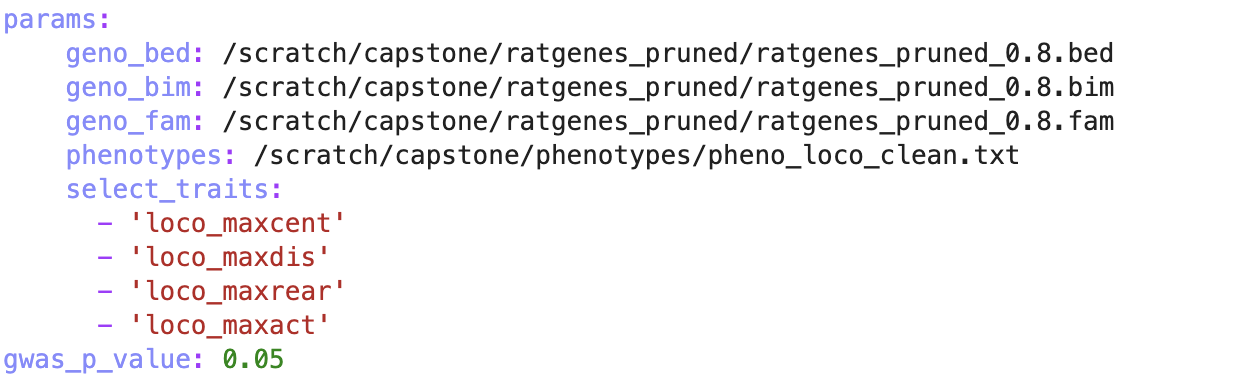 params:
    geno_bed: /scratch/capstone/ratgenes_pruned/ratgenes_pruned_0.8.bed
    geno_bim: /scratch/capstone/ratgenes_pruned/ratgenes_pruned_0.8.bim
    geno_fam: /scratch/capstone/ratgenes_pruned/ratgenes_pruned_0.8.fam
    phenotypes: /scratch/capstone/phenotypes/pheno_loco_clean.txt
    select_traits:
      - 'loco_maxcent'
      - 'loco_maxdis'
      - 'loco_maxrear'
      - 'loco_maxact'
gwas_p_value: 0.05